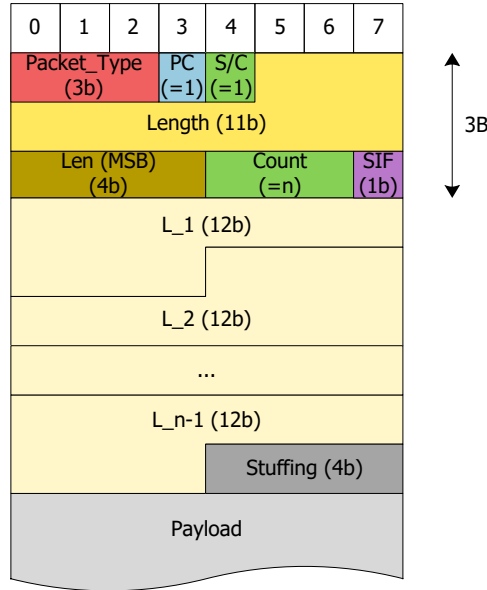 0 1 2 3 4 5 6 7
Packet_Type PC S/C
(3b) (=1) (=1)
Length (11b)
3B
Len (MSB) Count SIF
(4b) (=n) (1b)
L_1 (12b)
L_2 (12b)
...
L_n-1 (12b)
Stuffing (4b)
Payload